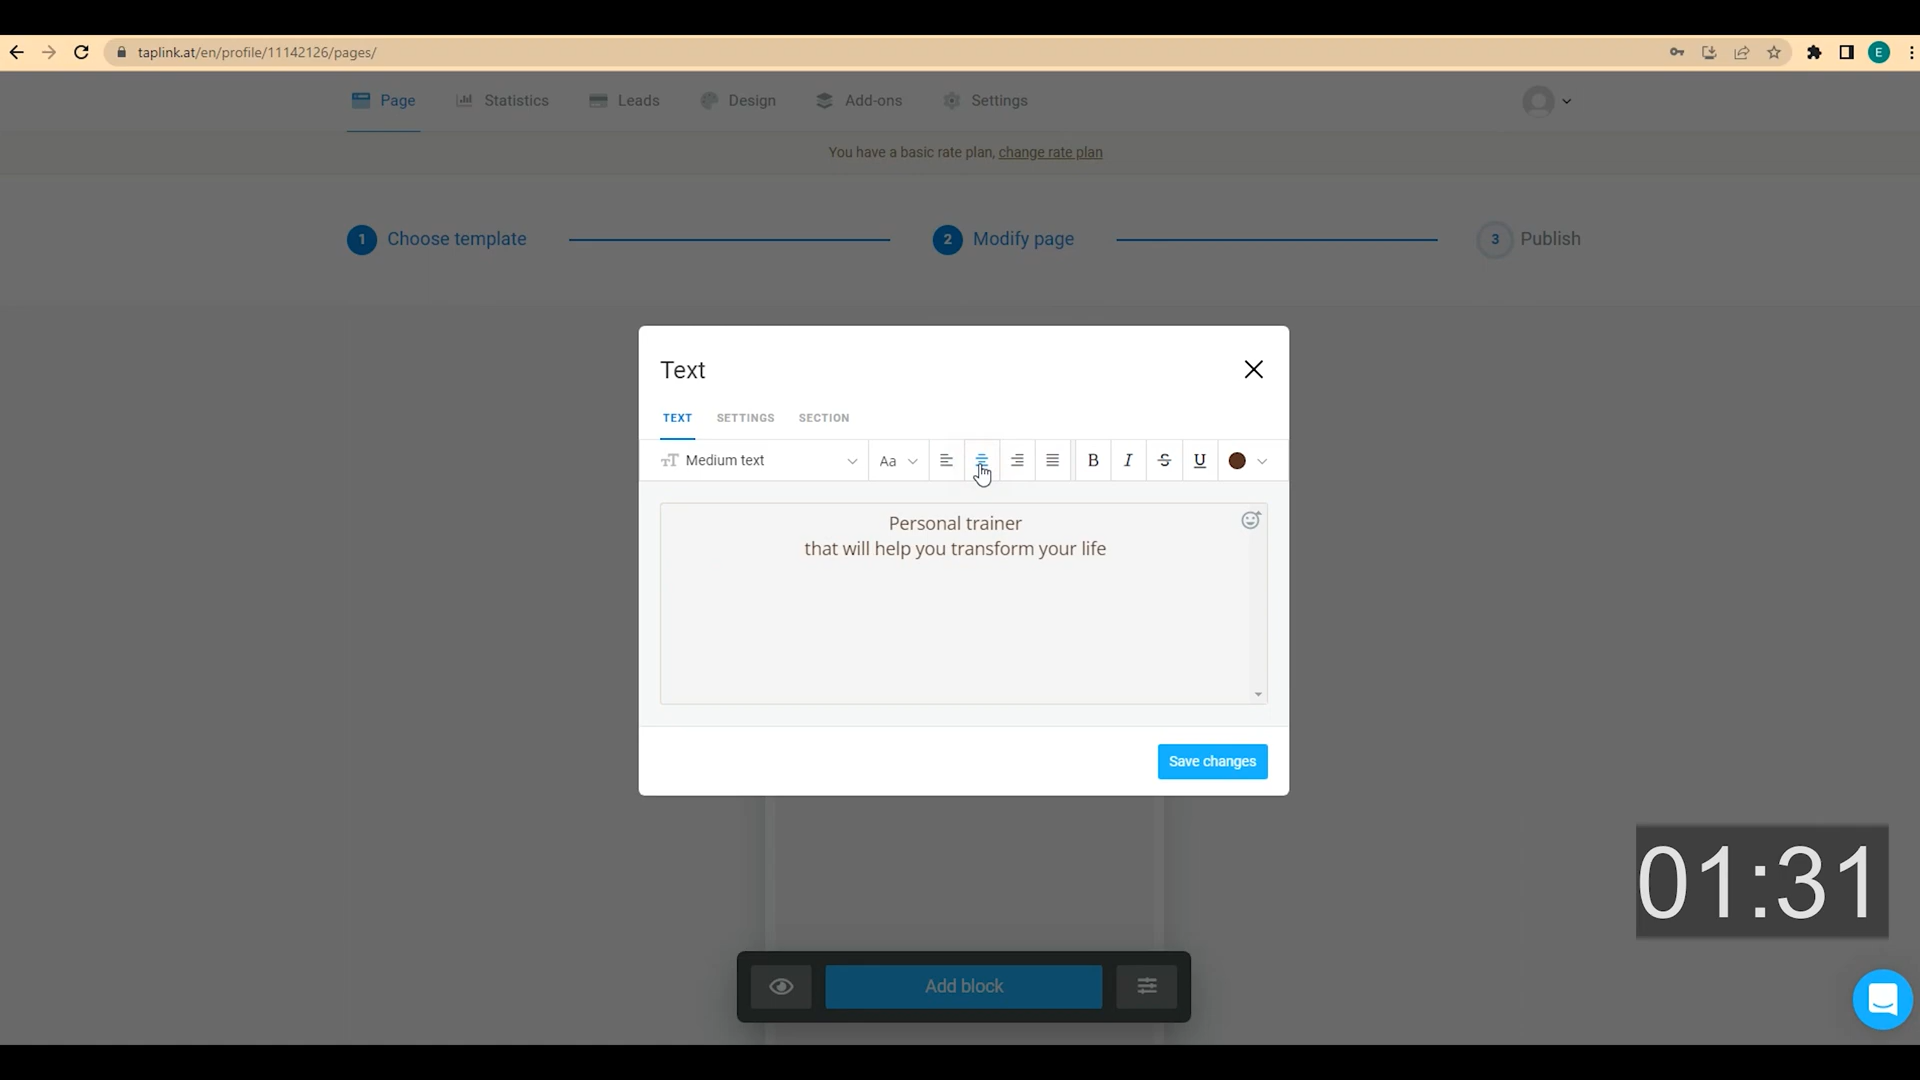 taplink.at/en/profile/11142126/pages/
E
Page
Statistics
Leads
Design
Add-ons
Settings
You have a basic rate plan, change rate plan
1 Choose template
2 Modify page
3 Publish
Text
TEXT
SETTINGS
SECTION
TT Medium text
Aa
B
I
S
U
Personal trainer
that will help you transform your life
Save changes
01:31
Add block